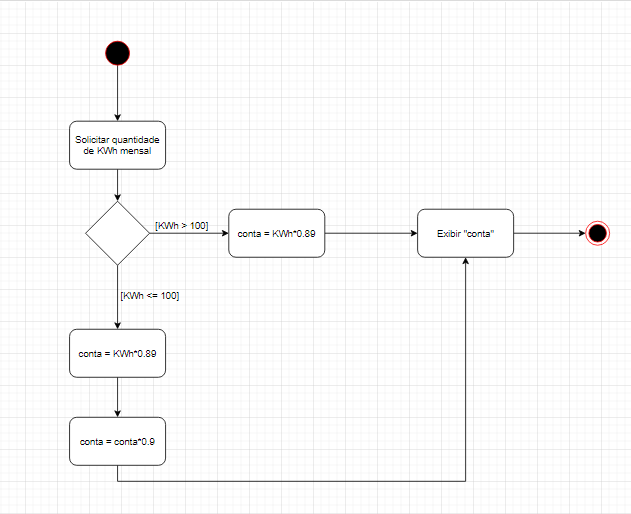 Solicitar quantidade
de KWh mensal
[KWh > 100]
conta = KWh*0.89
Exibir "conta"
[KWh <= 100]
conta = KWh*0.89
conta = conta*0.9